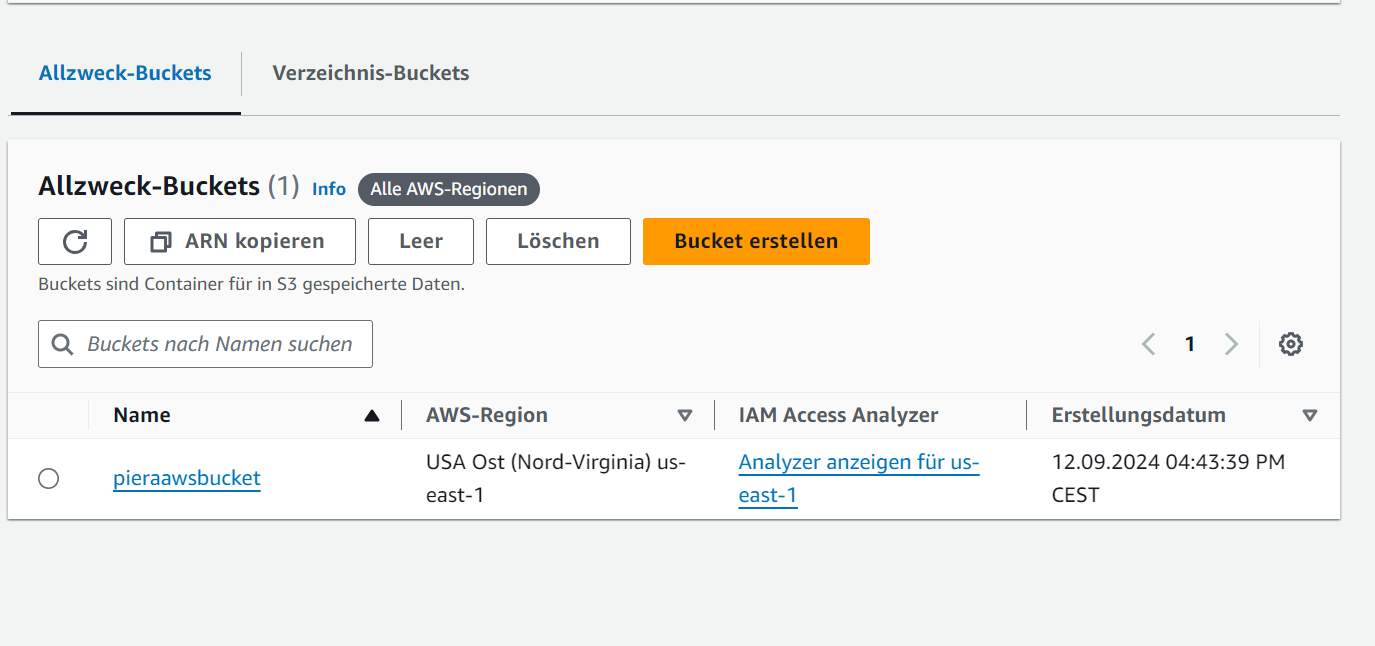 Allzweck-Buckets Verzeichnis-Buckets
Allzweck-Buckets (1) Info Alle AWS-Regionen
ARN kopieren Leer Löschen Bucket erstellen
Buckets sind Container für in S3 gespeicherte Daten.
Buckets nach Namen suchen 1
Name AWS-Region IAM Access Analyzer Erstellungsdatum
pieraawsbucket
USA Ost (Nord-Virginia) us-
east-1
Analyzer anzeigen für us-
east-1
12.09.2024 04:43:39 PM
CEST